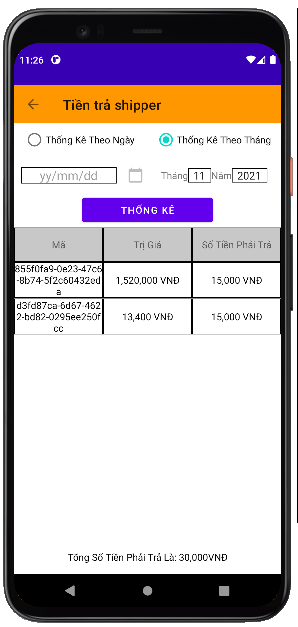 11:26
Tiền trả shipper
Thống Kê Theo Ngày Thống Kê Theo Tháng
yy/mm/dd Tháng 11 Năm 2021
THỐNG KÊ
Mã Trị Giá Số Tiền Phải Trả
855f0fa9-0e23-47c6
-8b74-5f2c60432ed
a
1,520,000 VNĐ 15,000 VNĐ
d3fd87ca-6d67-462
2-bd82-0295ee250f
cc
13,400 VNĐ 15,000 VNĐ
Tổng Số Tiền Phải Trả Là: 30,000VNĐ